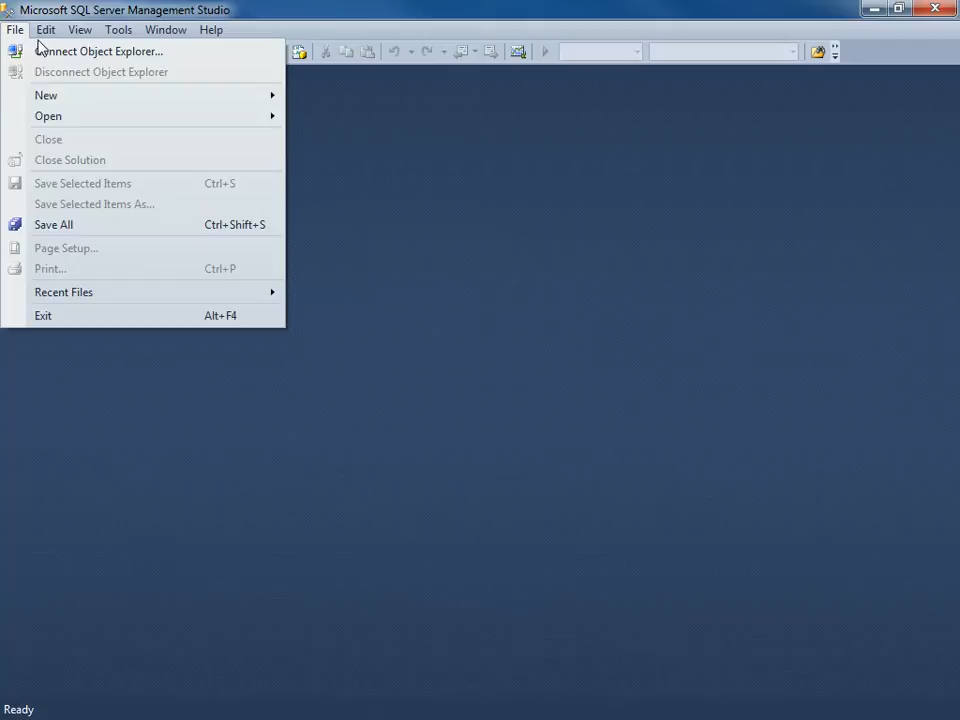 Microsoft SQL Server Management Studio
File Edit View Tools Window Help
Connect Object Explorer...
Disconnect Object Explorer
New
Open
Close
Close Solution
Save Selected Items Ctrl+S
Save Selected Items As...
Save All Ctrl+Shift+S
Page Setup...
Print... Ctrl+P
Recent Files
Exit Alt+F4
Ready